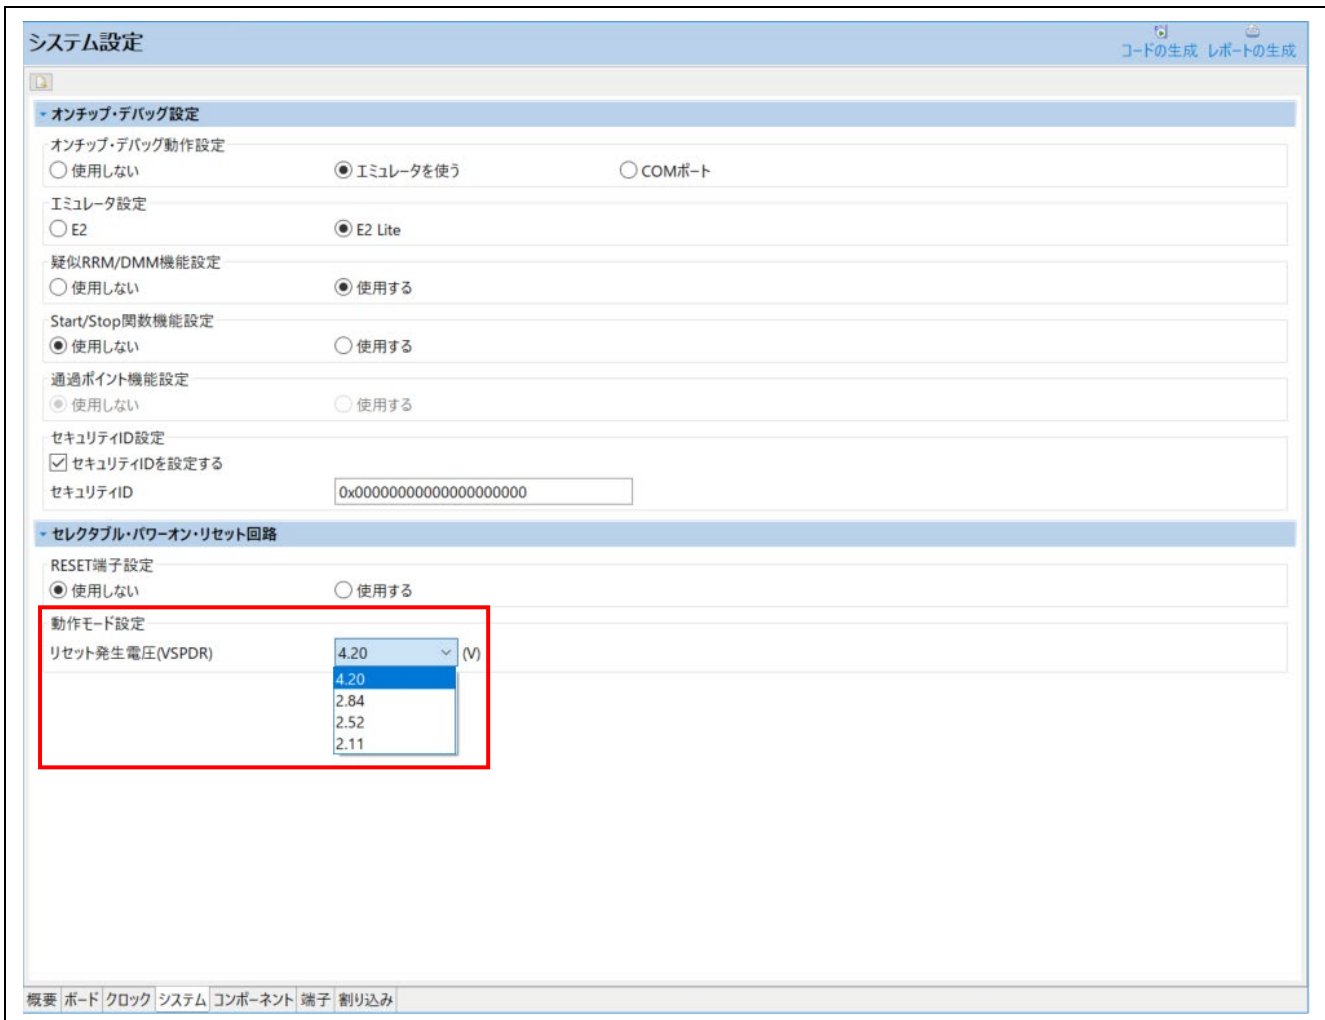 システム設定
コードの生成 レポートの生成
オンチップ・デバッグ設定
オンチップ・デバッグ動作設定
使用しない エミュレータを使う COMポート
エミュレータ設定
E2 E2 Lite
疑似RRM/DMM機能設定
使用しない 使用する
Start/Stop関数機能設定
使用しない 使用する
通過ポイント機能設定
使用しない 使用する
セキュリティID設定
セキュリティIDを設定する
セキュリティID 0x00000000000000000000
セレクタブル・パワーオン・リセット回路
RESET端子設定
使用しない 使用する
動作モード設定
リセット発生電圧(VSPDR) 4.20 (V)
4.20
2.84
2.52
2.11
概要 ボード クロック システム コンポーネント 端子 割り込み